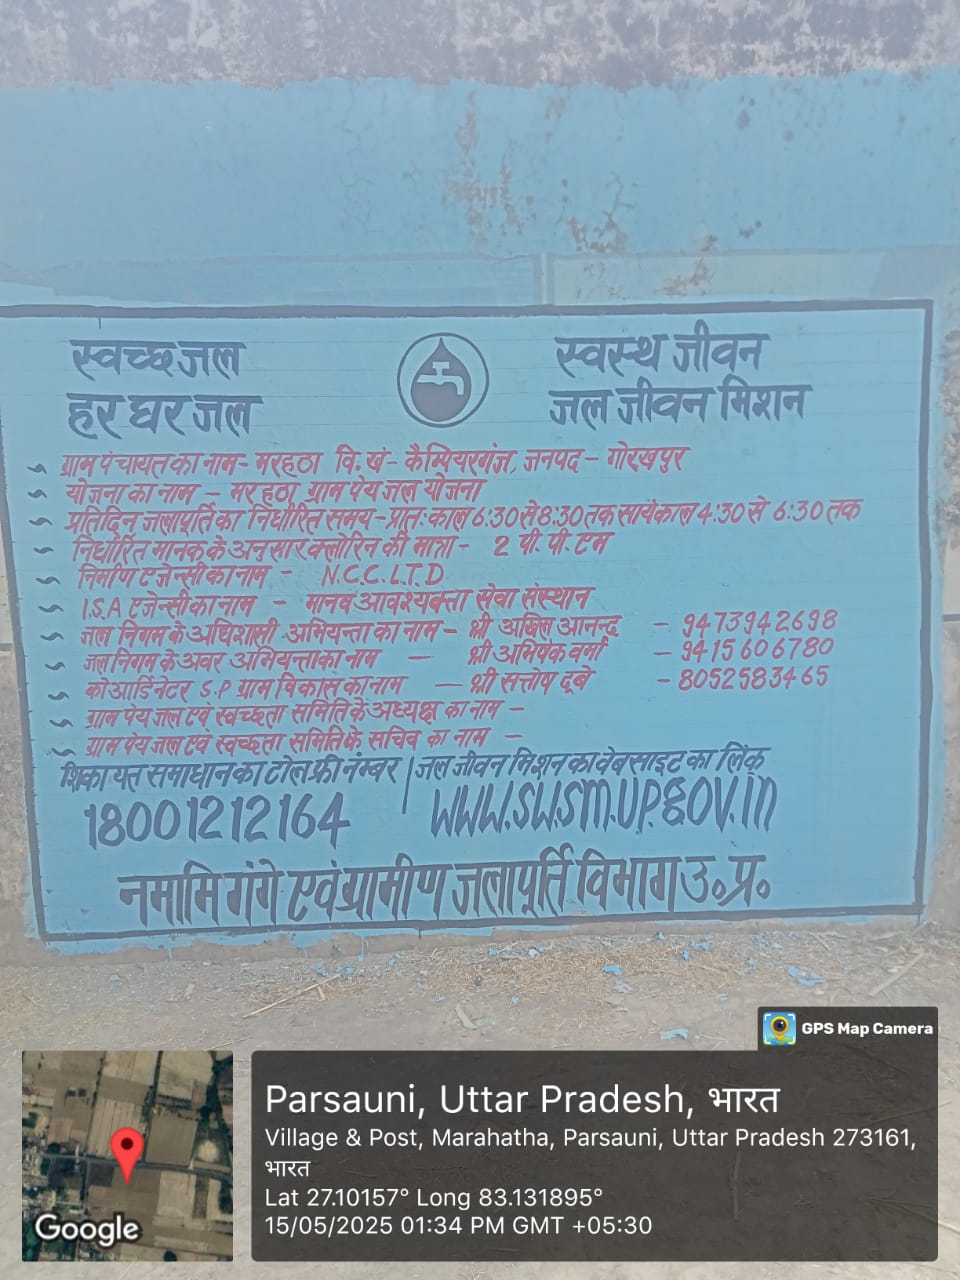 स्वच्छ जल
हर घर जल
स्वस्थ जीवन
जल जीवन मिशन
ग्राम पंचायत का नाम- मरहठा वि.खं- कैम्पियरगंज, जनपद- गोरखपुर
योजना का नाम - मरहठा ग्राम पेय जल योजना
प्रतिदिन जलापूर्ति का निर्धारित समय-प्रातः काल 6:30 से 8:30 तक सायंकाल 4:30 से 6:30 तक
निर्धारित मानक के अनुसार क्लोरिन की मात्रा - 2 पी.पी.एम
निर्माण एजेन्सी का नाम - N.C.C.L.T.D
I.S.A एजेन्सी का नाम - मानव आवश्यक्ता सेवा संस्थान
जल निगम के अधिशासी अभियन्ता का नाम - श्री अखिल आनन्द - 9473942698
जल निगम के अवर अभियन्ता का नाम - श्री अभिषेक वर्मा - 9415606780
कोआर्डिनेटर S.P ग्राम विकास का नाम - श्री सत्तोष दूबे - 8052583465
ग्राम पेय जल एवं स्वच्छता समिति के अध्यक्ष का नाम -
ग्राम पेय जल एवं स्वच्छता समिति के सचिव का नाम -
शिकायत समाधान का टोल फ्री नंम्बर
18001212164
जल जीवन मिशन का वेबसाइट का लिंक्
WWW.SWSM.UP.GOV.in
नमामि गंगे एवं ग्रामीण जलापूर्ति विभाग उ॰प्र॰
GPS Map Camera
Parsauni, Uttar Pradesh, भारत
Village & Post, Marahatha, Parsauni, Uttar Pradesh 273161,
भारत
Lat 27.10157° Long 83.131895°
15/05/2025 01:34 PM GMT +05:30
Google